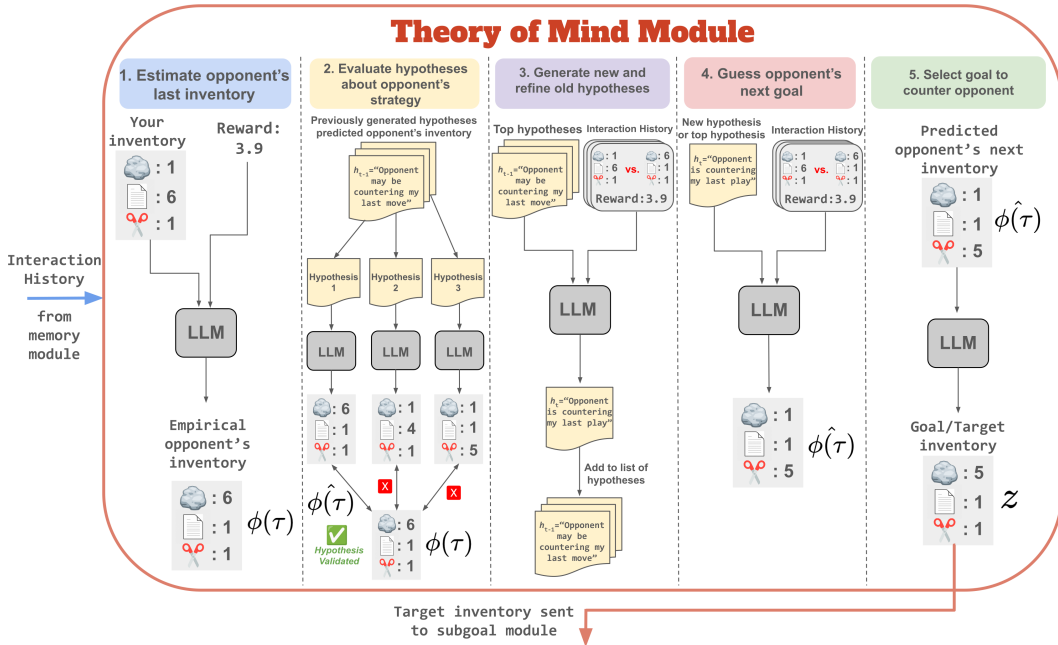 Theory of Mind Module
1. Estimate opponent's
last inventory
Your
inventory
Reward:
3.9
: 1
: 6
: 1
LLM
Empirical
opponent's
inventory
: 6
: 1
: 1
ϕ(τ)
Interaction
History
from
memory
module
2. Evaluate hypotheses
about opponent's
strategy
Previously generated hypotheses
predicted opponent's inventory
h_{t-1}="Opponent
may be
countering my
last move"
Hypothesis
1
Hypothesis
2
Hypothesis
3
LLM
LLM
LLM
: 6
: 1
: 1
: 1
: 4
: 1
: 1
: 1
: 5
ϕ(τ̂)
X
X
Hypothesis
Validated
: 6
: 1
: 1
ϕ(τ)
3. Generate new and
refine old hypotheses
Top hypotheses
Interaction History
h_{t-1}="Opponent
may be
countering my
last move"
: 1
: 6
: 1
vs.
: 6
: 1
: 1
Reward:3.9
LLM
h_t="Opponent
is countering
my last play"
Add to list of
hypotheses
h_{t-1}="Opponent
may be
countering my
last move"
4. Guess opponent's
next goal
New hypothesis
or top hypothesis
Interaction History
h_t="Opponent
is countering
my last play"
: 1
: 6
: 1
vs.
: 6
: 1
: 1
Reward:3.9
LLM
: 1
: 1
: 5
ϕ(τ̂)
5. Select goal to
counter opponent
Predicted
opponent's next
inventory
: 1
: 1
: 5
ϕ(τ̂)
LLM
Goal/Target
inventory
: 5
: 1
: 1
z
Target inventory sent
to subgoal module